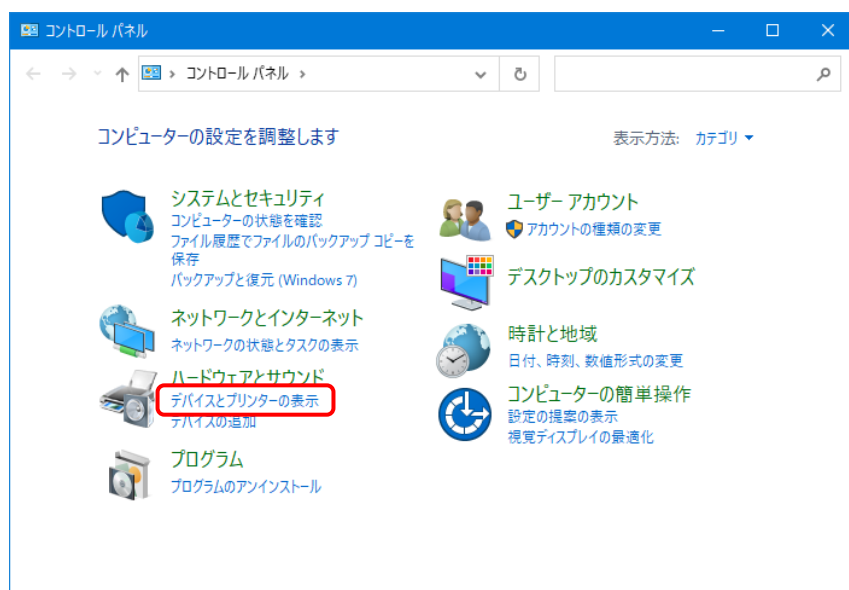 コントロール パネル
コントロール パネル
コンピューターの設定を調整します
表示方法: カテゴリ
システムとセキュリティ
コンピューターの状態を確認
ファイル履歴でファイルのバックアップ コピーを
保存
バックアップと復元 (Windows 7)
ネットワークとインターネット
ネットワークの状態とタスクの表示
ハードウェアとサウンド
デバイスとプリンターの表示
デバイスの追加
プログラム
プログラムのアンインストール
ユーザー アカウント
アカウントの種類の変更
デスクトップのカスタマイズ
時計と地域
日付、時刻、数値形式の変更
コンピューターの簡単操作
設定の提案の表示
視覚ディスプレイの最適化